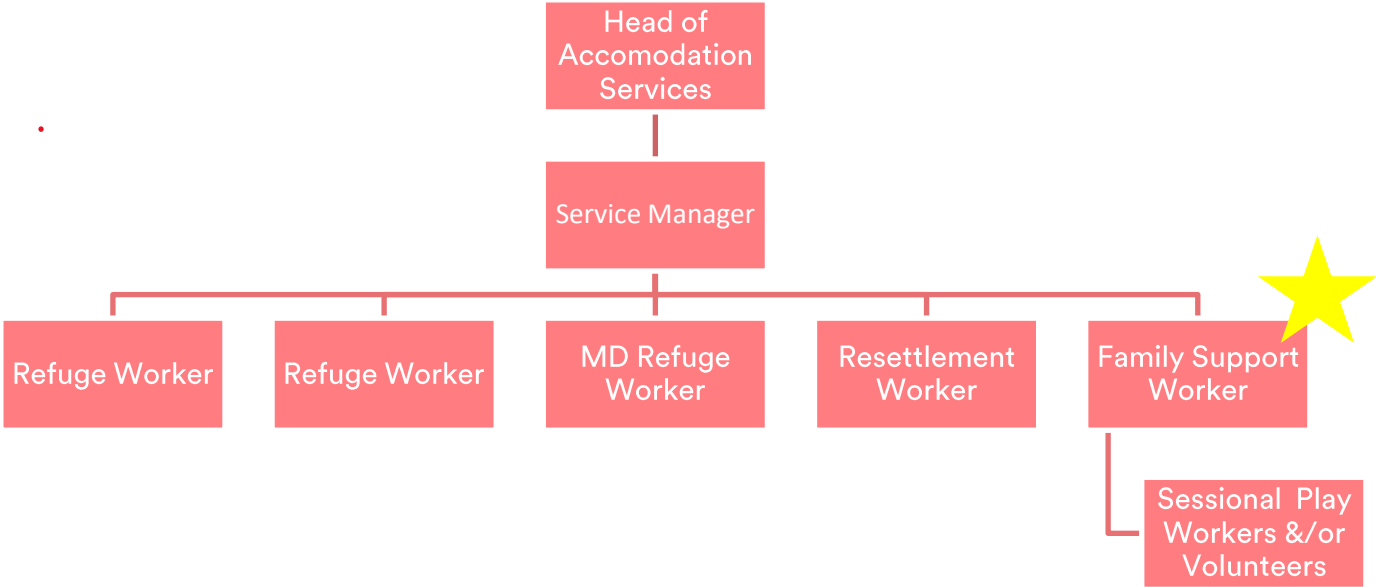 Head of
Accomodation
Services
Service Manager
Refuge Worker
Refuge Worker
MD Refuge
Worker
Resettlement
Worker
Family Support
Worker
Sessional  Play
Workers &/or
Volunteers